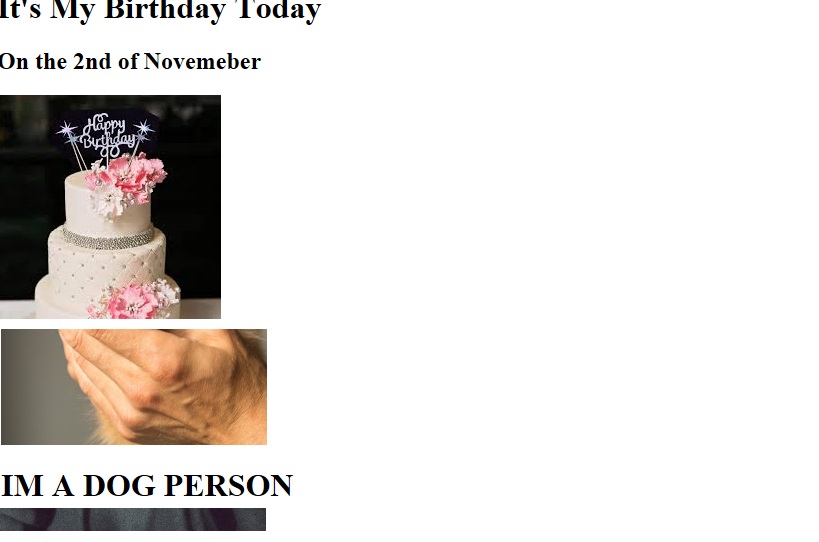 It's My Birthday Today
On the 2nd of Novemeber
Happy
Birthday
IM A DOG PERSON